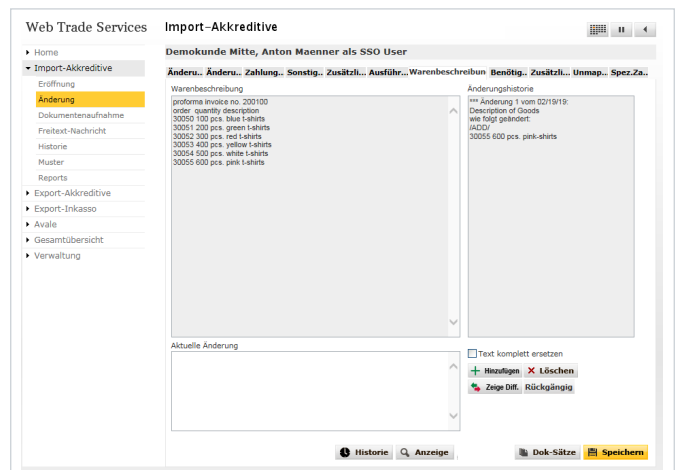 Web Trade Services
Import-Akkreditive
Home
Import-Akkreditive
Eröffnung
Änderung
Dokumentenaufnahme
Freitext-Nachricht
Historie
Muster
Reports
Export-Akkreditive
Export-Inkasso
Avale
Gesamtübersicht
Verwaltung
Demokunde Mitte, Anton Maenner als SSO User
Änderu.. Änderu.. Zahlung.. Sonstig.. Zusätzli.. Ausführ... Warenbeschreibun Benötig.. Zusätzli.. Unmap.. Spez.Za..
Warenbeschreibung
proforma invoice no. 200100
order quantity description
30050 100 pcs. blue t-shirts
30051 200 pcs. green t-shirts
30052 300 pcs. red t-shirts
30053 400 pcs. yellow t-shirts
30054 500 pcs. white t-shirts
30055 600 pcs. pink t-shirts
Änderungshistorie
*** Änderung 1 vom 02/19/19:
Description of Goods
wie folgt geändert:
/ADD/
30055 600 pcs. pink-shirts
Aktuelle Änderung
Text komplett ersetzen
Hinzufügen Löschen
Zeige Diff. Rückgängig
Historie Anzeige Dok-Sätze Speichern